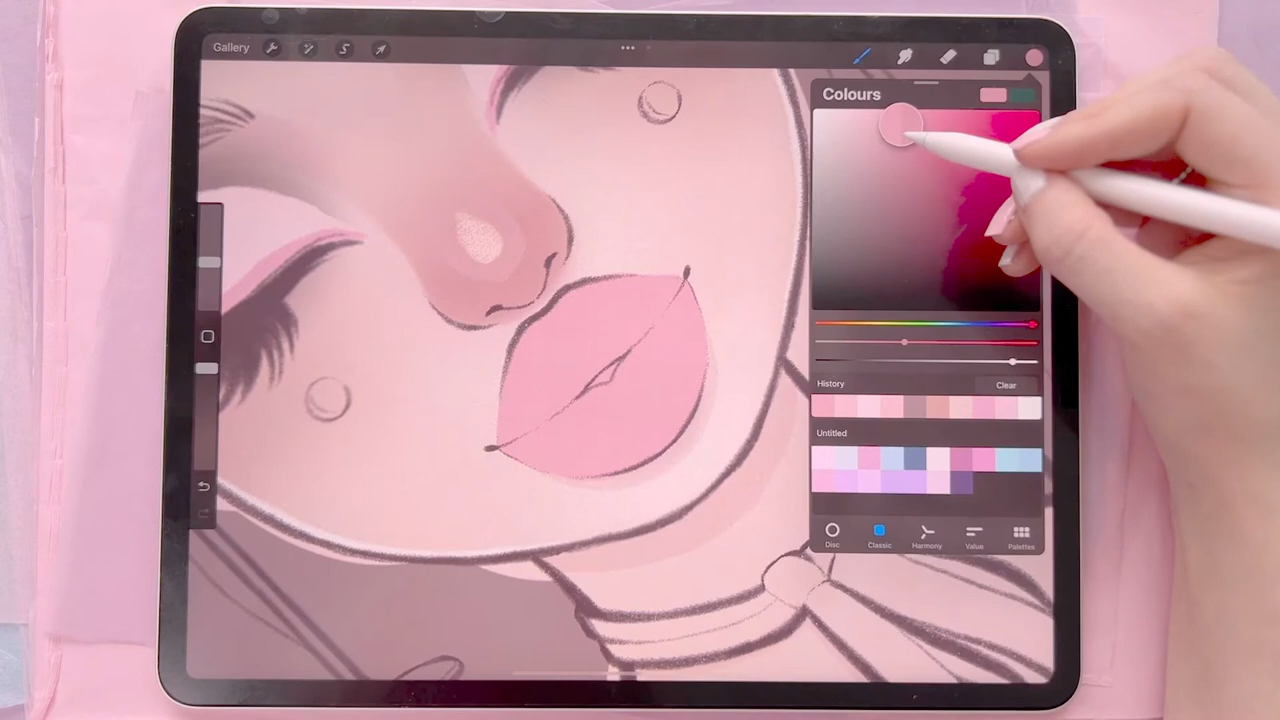 Gallery
Colours
History
Clear
Untitled
Disc
Classic
Harmony
Value
Palettes